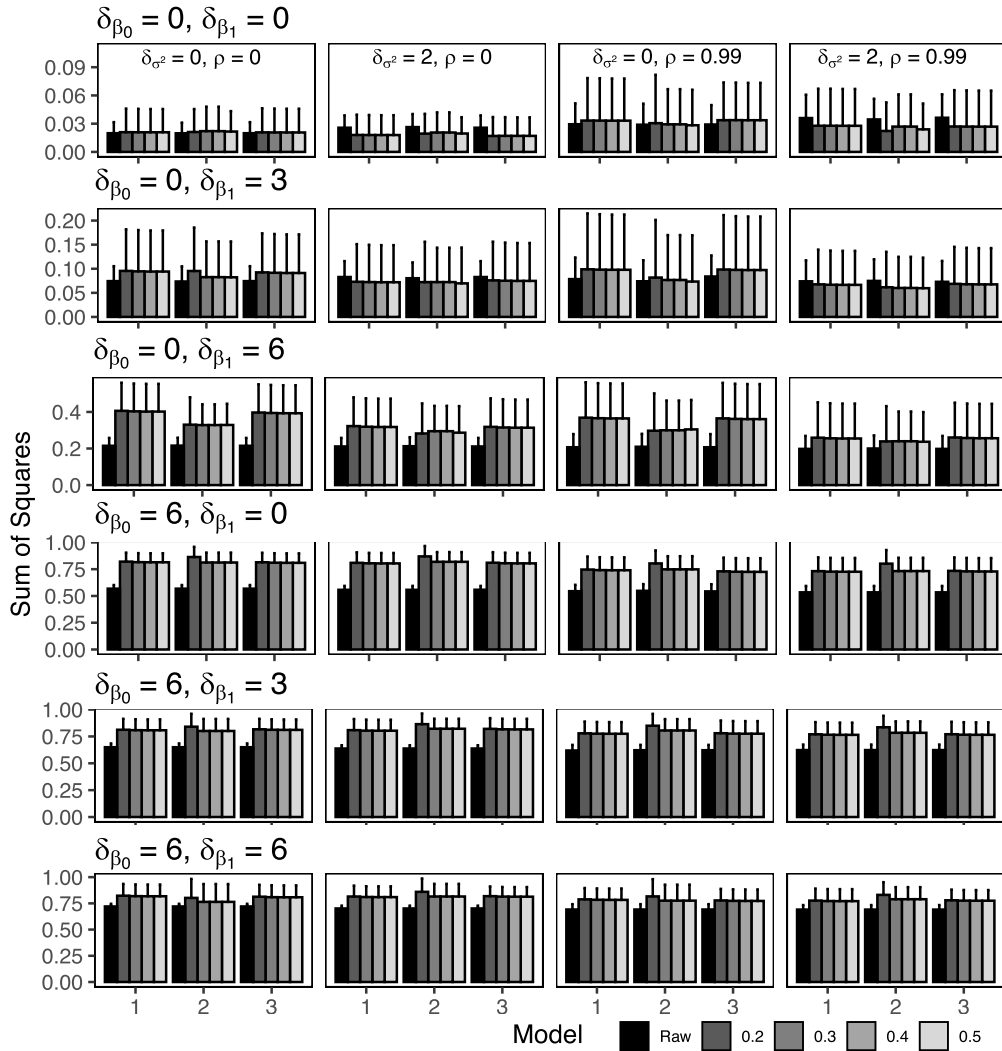 δβ₀ = 0, δβ₁ = 0
δσ² = 0, ρ = 0
δσ² = 2, ρ = 0
δσ² = 0, ρ = 0.99
δσ² = 2, ρ = 0.99
0.09
0.06
0.03
0.00
δβ₀ = 0, δβ₁ = 3
0.20
0.15
0.10
0.05
0.00
δβ₀ = 0, δβ₁ = 6
0.4
0.2
0.0
Sum of Squares
δβ₀ = 6, δβ₁ = 0
1.00
0.75
0.50
0.25
0.00
δβ₀ = 6, δβ₁ = 3
1.00
0.75
0.50
0.25
0.00
δβ₀ = 6, δβ₁ = 6
1.00
0.75
0.50
0.25
0.00
1 2 3 1 2 3 1 2 3 1 2 3
Model Raw 0.2 0.3 0.4 0.5